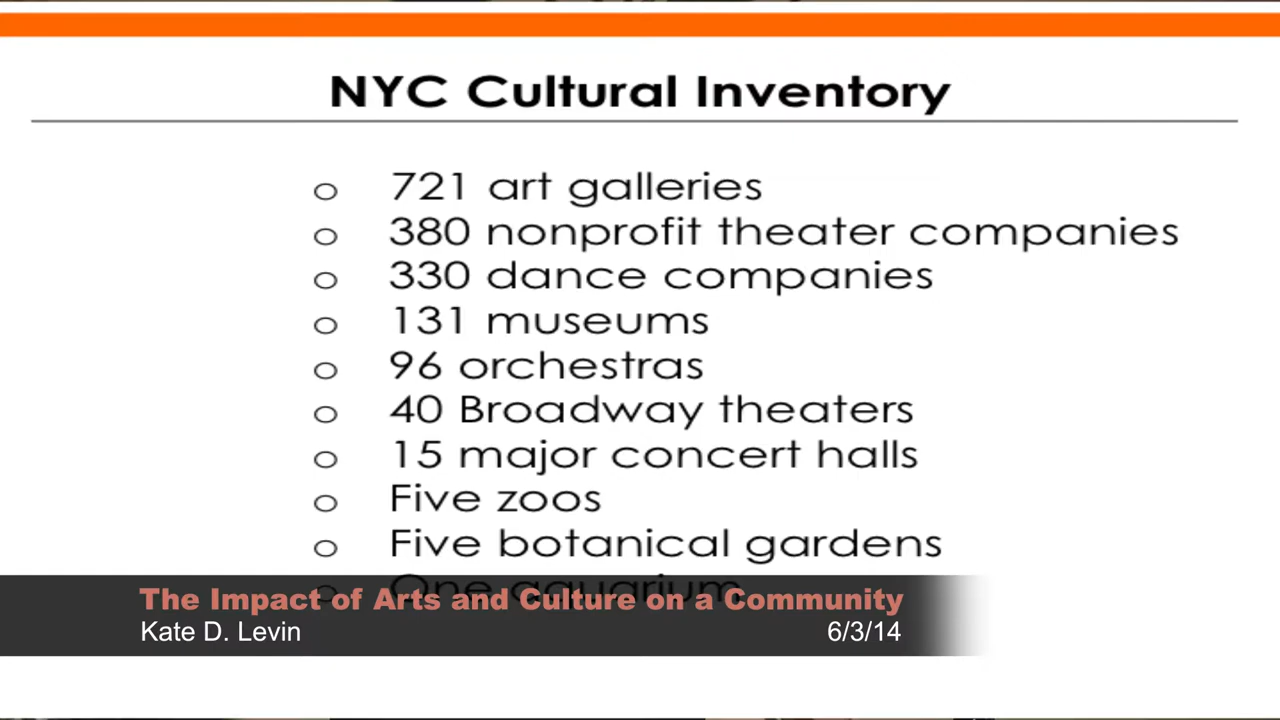 NYC Cultural Inventory
o 721 art galleries
o 380 nonprofit theater companies
o 330 dance companies
o 131 museums
o 96 orchestras
o 40 Broadway theaters
o 15 major concert halls
o Five zoos
o Five botanical gardens
o One aquarium
The Impact of Arts and Culture on a Community
Kate D. Levin 6/3/14